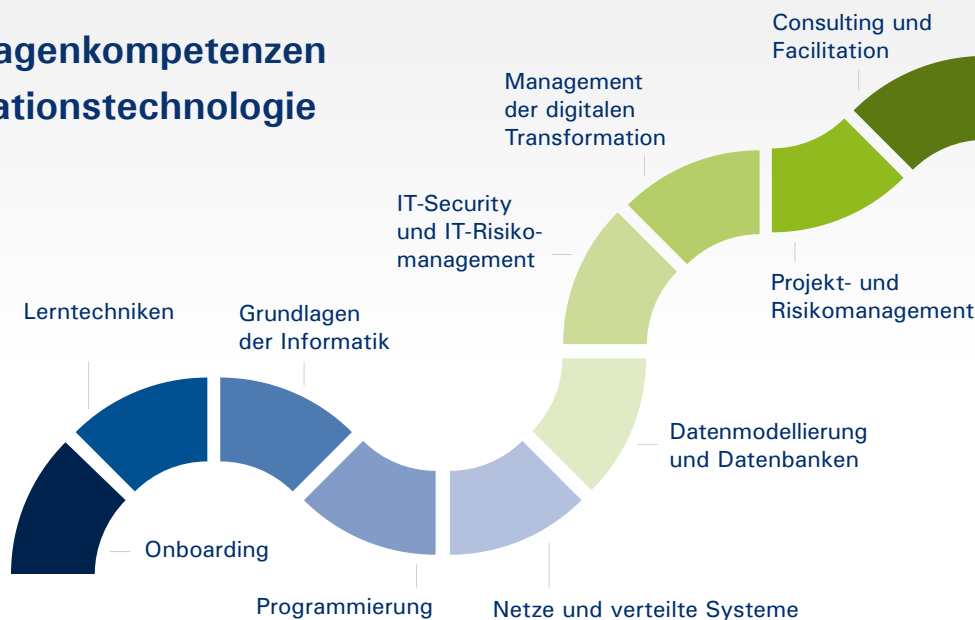 agenkompetenzen
ationstechnologie
Consulting und
Facilitation
Management
der digitalen
Transformation
IT-Security
und IT-Risiko-
management
Projekt- und
Risikomanagement
Lerntechniken
Grundlagen
der Informatik
Datenmodellierung
und Datenbanken
Onboarding
Programmierung
Netze und verteilte Systeme